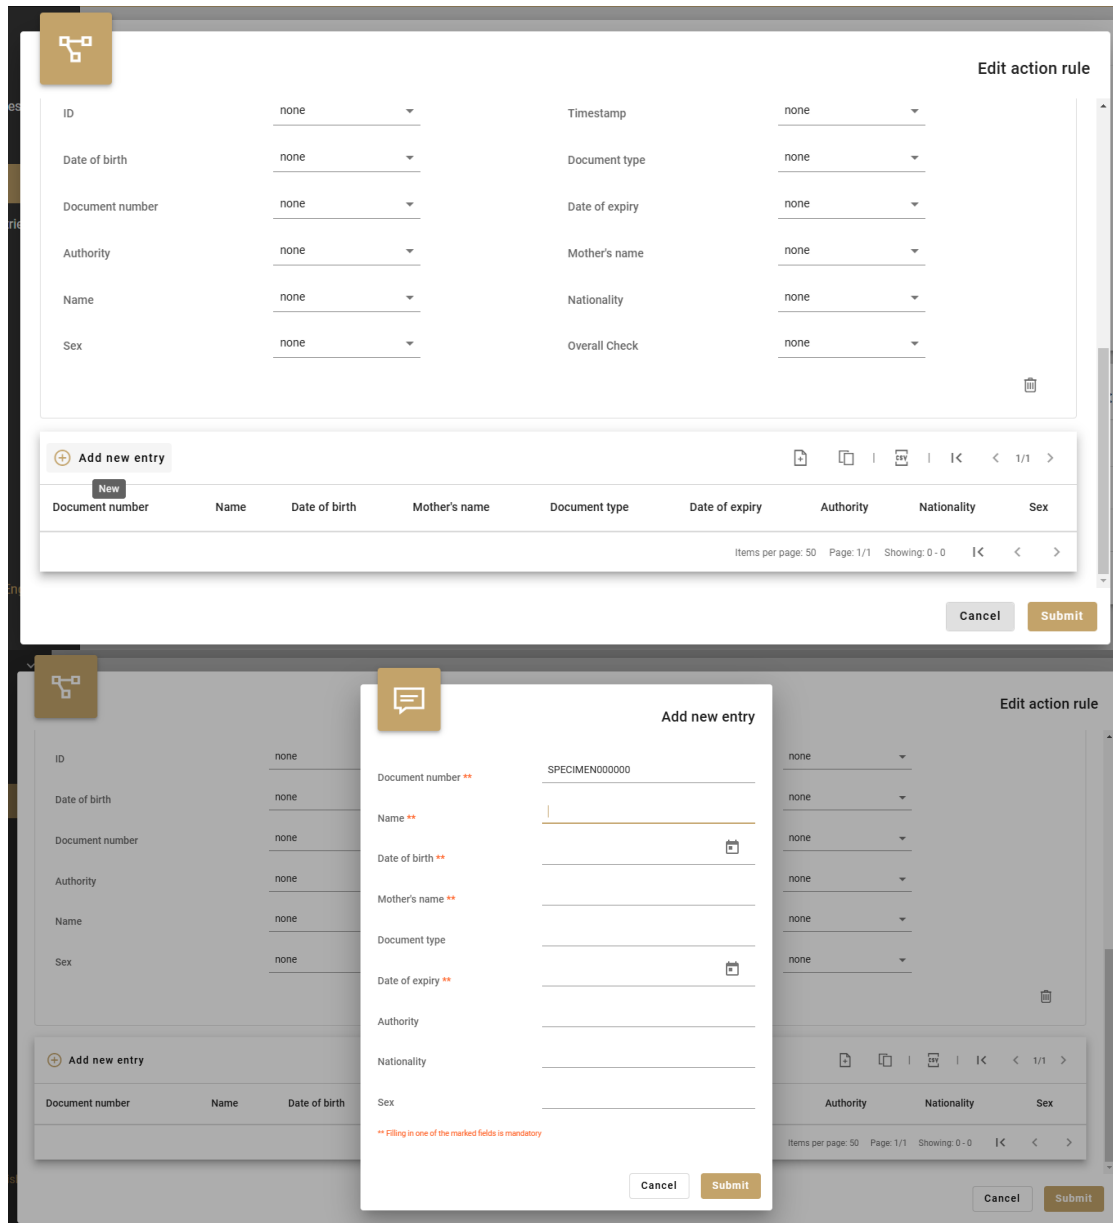 Edit action rule
es
ID none Timestamp none
Date of birth none Document type none
Document number none Date of expiry none
trie
Authority none Mother's name none
Name none Nationality none
Sex none Overall Check none
Add new entry CSV 1/1
New
Document number Name Date of birth Mother's name Document type Date of expiry Authority Nationality Sex
Items per page: 50 Page: 1/1 Showing: 0 - 0
Eng
Cancel Submit
Edit action rule
Add new entry
ID none none
Document number ** SPECIMEN000000
Date of birth none none
Name **
Document number none none
Date of birth **
Authority none none
Mother's name **
Name none none
Document type
Sex none none
Date of expiry **
Authority
Add new entry CSV 1/1
Nationality
Document number Name Date of birth Authority Nationality Sex
Sex
** Filling in one of the marked fields is mandatory
Items per page: 50 Page: 1/1 Showing: 0 - 0
Cancel Submit
Cancel Submit